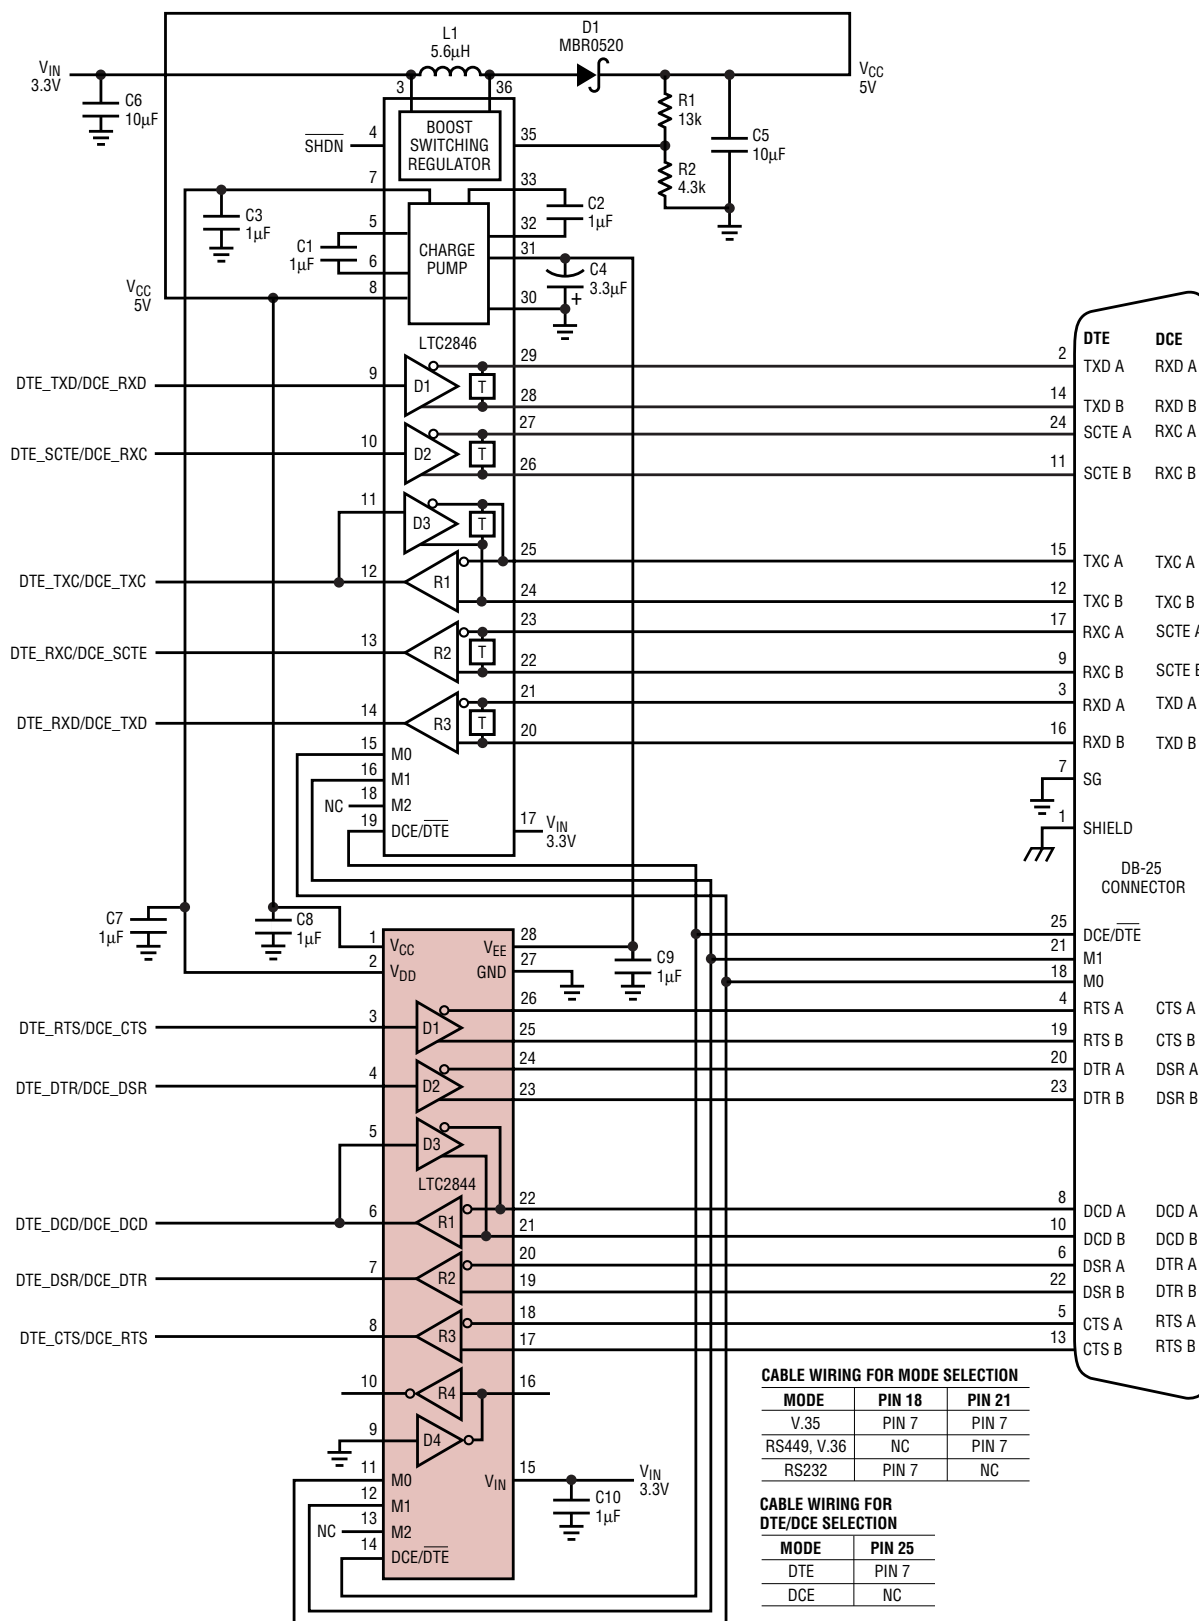 L1
5.6µH
D1
MBR0520
VIN
3.3V
C6
10µF
3
36
VCC
5V
R1
13k
C5
10µF
R2
4.3k
SHDN
4
BOOST
SWITCHING
REGULATOR
35
7
33
C3
1µF
C2
1µF
5
32
C1
1µF
CHARGE
PUMP
31
6
C4
3.3µF
+
VCC
5V
8
30
LTC2846
DTE_TXD/DCE_RXD
9
D1
T
29
28
DTE_SCTE/DCE_RXC
10
D2
T
27
26
11
D3
T
DTE_TXC/DCE_TXC
12
R1
25
24
DTE_RXC/DCE_SCTE
13
R2
T
23
22
DTE_RXD/DCE_TXD
14
R3
T
21
20
15
M0
16
M1
NC
18
M2
19
DCE/DTE
17
VIN
3.3V
DTE
DCE
2
TXD A
RXD A
14
TXD B
RXD B
24
SCTE A
RXC A
11
SCTE B
RXC B
15
TXC A
TXC A
12
TXC B
TXC B
17
RXC A
SCTE A
9
RXC B
SCTE B
3
RXD A
TXD A
16
RXD B
TXD B
7
SG
1
SHIELD
DB-25
CONNECTOR
25
DCE/DTE
21
M1
18
M0
4
RTS A
CTS A
19
RTS B
CTS B
20
DTR A
DSR A
23
DTR B
DSR B
8
DCD A
DCD A
10
DCD B
DCD B
6
DSR A
DTR A
22
DSR B
DTR B
5
CTS A
RTS A
13
CTS B
RTS B
C7
1µF
C8
1µF
1
VCC
2
VDD
VEE
28
GND
27
C9
1µF
DTE_RTS/DCE_CTS
3
D1
26
25
DTE_DTR/DCE_DSR
4
D2
24
23
5
D3
LTC2844
DTE_DCD/DCE_DCD
6
R1
22
21
DTE_DSR/DCE_DTR
7
R2
20
19
DTE_CTS/DCE_RTS
8
R3
18
17
10
R4
16
9
D4
11
M0
12
M1
NC
13
M2
14
DCE/DTE
VIN
15
VIN
3.3V
C10
1µF
CABLE WIRING FOR MODE SELECTION
MODE PIN 18 PIN 21
V.35 PIN 7 PIN 7
RS449, V.36 NC PIN 7
RS232 PIN 7 NC
CABLE WIRING FOR
DTE/DCE SELECTION
MODE PIN 25
DTE PIN 7
DCE NC